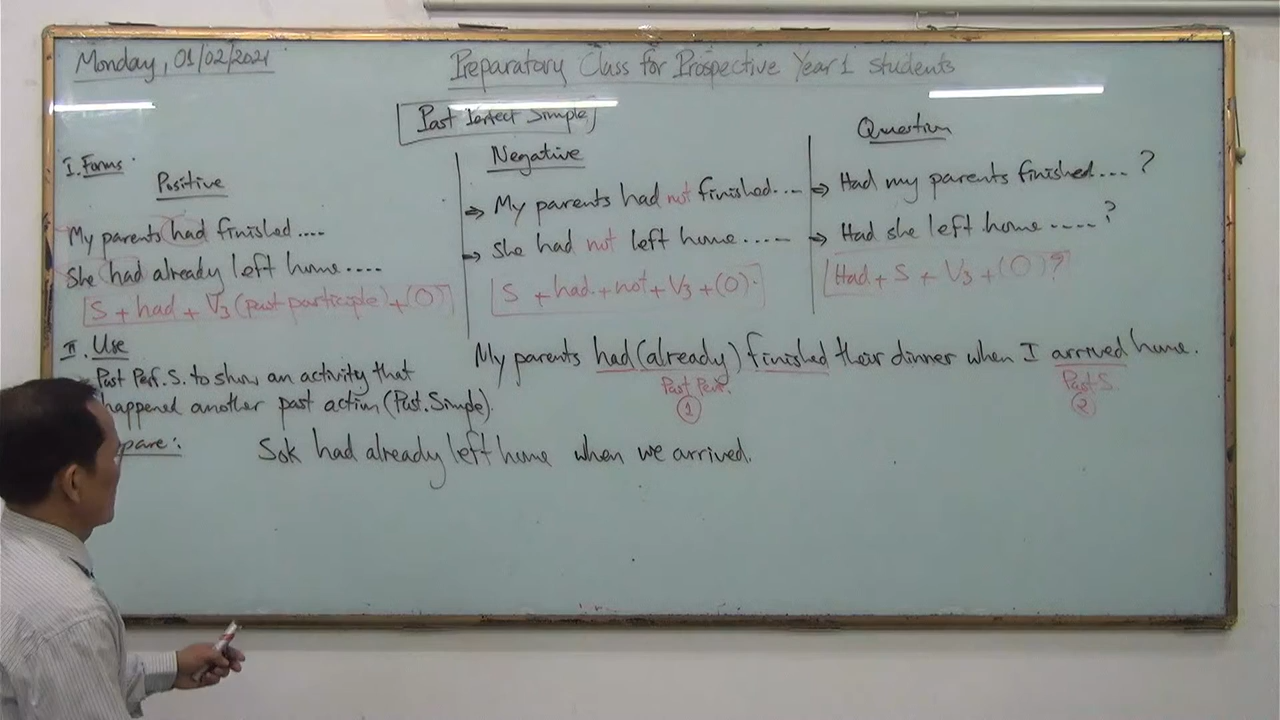 Monday, 01/02/2021
Preparatory Class for Prospective Year 1 Students
Past Perfect Simple
I. Forms
Positive
My parents had finished ....
She had already left home ....
S + had + V3 (past participle) + (O)
Negative
⇒ My parents had not finished ....
⇒ She had not left home .....
S + had + not + V3 + (O).
Question
⇒ Had my parents finished .... ?
⇒ Had she left home ..... ?
Had + S + V3 + (O) ?
II. Use
Past Perf. S. to show an activity that
happened another past action (Past. Simple).
My parents had (already) finished their dinner when I arrived home.
Past Perf.
Past S.
1
2
pare:
Sok had already left home when we arrived.